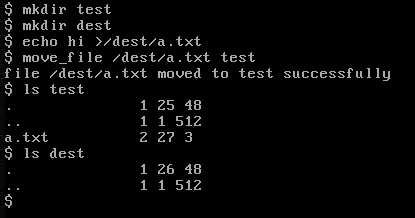 $ mkdir test
$ mkdir dest
$ echo hi >/dest/a.txt
$ move_file /dest/a.txt test
file /dest/a.txt moved to test successfully
$ ls test
. 1 25 48
.. 1 1 512
a.txt 2 27 3
$ ls dest
. 1 26 48
.. 1 1 512
$